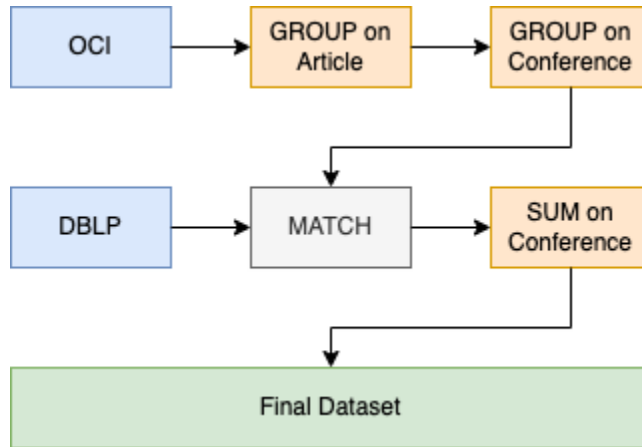 OCI
GROUP on
Article
GROUP on
Conference
DBLP
MATCH
SUM on
Conference
Final Dataset